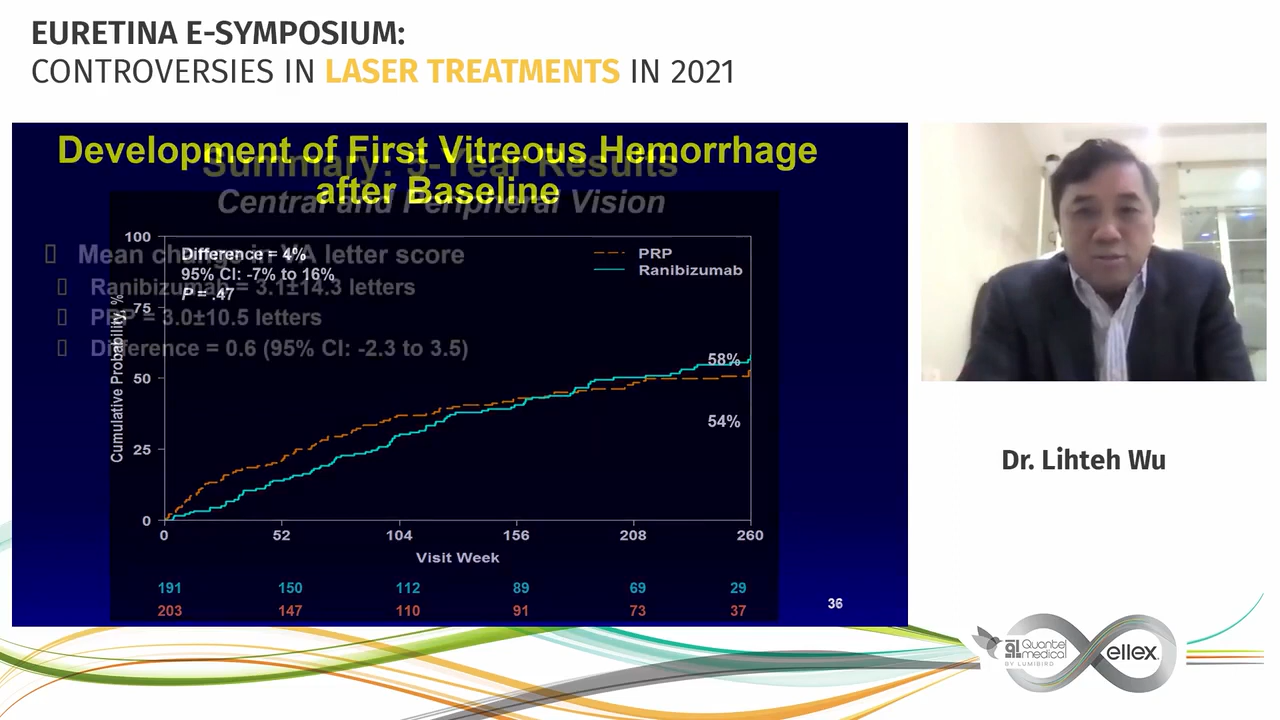 EURETINA E-SYMPOSIUM:
CONTROVERSIES IN LASER TREATMENTS IN 2021
Development of First Vitreous Hemorrhage
after Baseline
Summary: 5-Year Results
Central and Peripheral Vision
Mean change in VA letter score
Ranibizumab = 3.1±14.3 letters
PRP = 3.0±10.5 letters
Difference = 0.6 (95% CI: -2.3 to 3.5)
Difference = 4%
95% CI: -7% to 16%
P = .47
PRP
Ranibizumab
Cumulative Probability, %
100
75
50
25
0
58%
54%
0 52 104 156 208 260
Visit Week
191 150 112 89 69 29
203 147 110 91 73 37
36
Dr. Lihteh Wu
Quantel
medical
BY LUMIBIRD
ellex